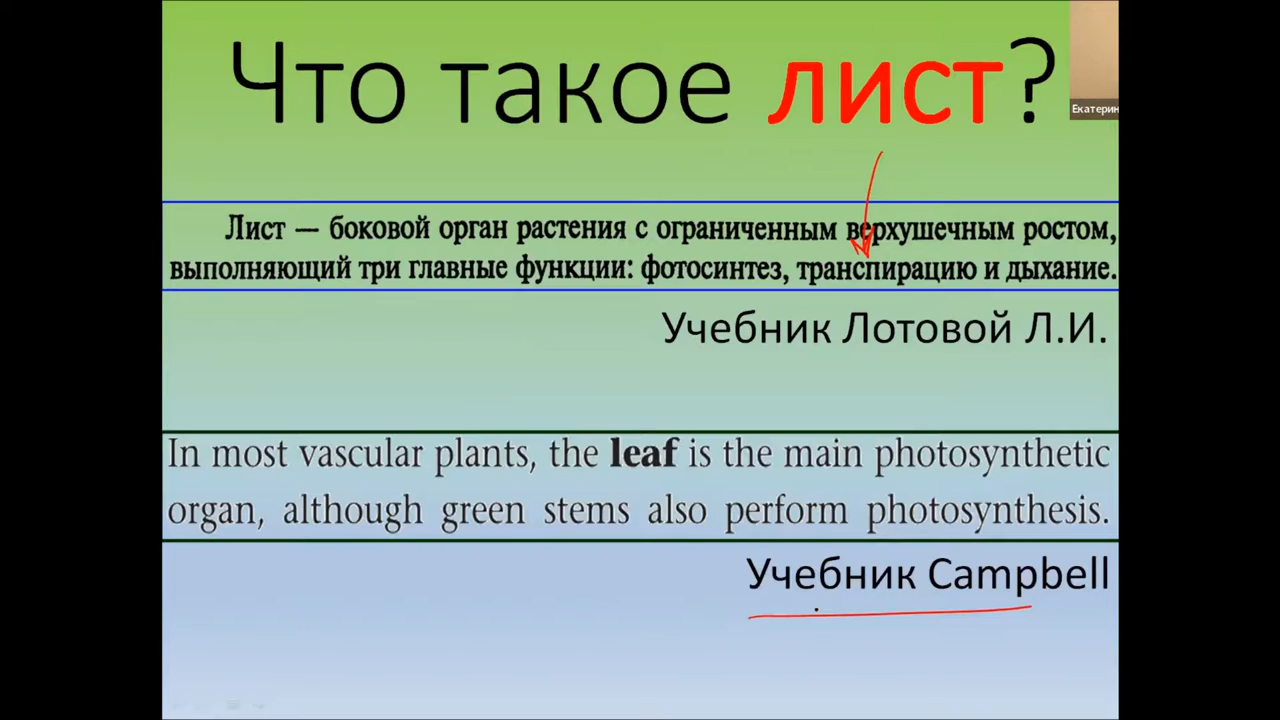 Что такое лист?
Екатерин
Лист — боковой орган растения с ограниченным верхушечным ростом,
выполняющий три главные функции: фотосинтез, транспирацию и дыхание.
Учебник Лотовой Л.И.
In most vascular plants, the leaf is the main photosynthetic
organ, although green stems also perform photosynthesis.
Учебник Campbell